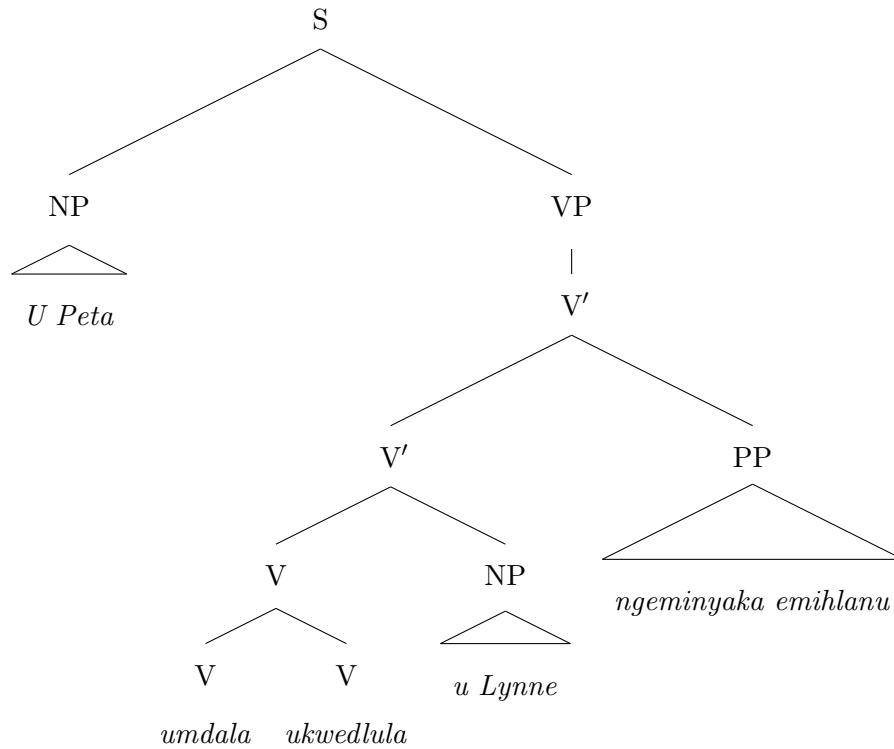 S
NP VP
U Peta V′
V′ PP
V NP ngeminyaka emihlanu
V V u Lynne
umdala ukwedlula